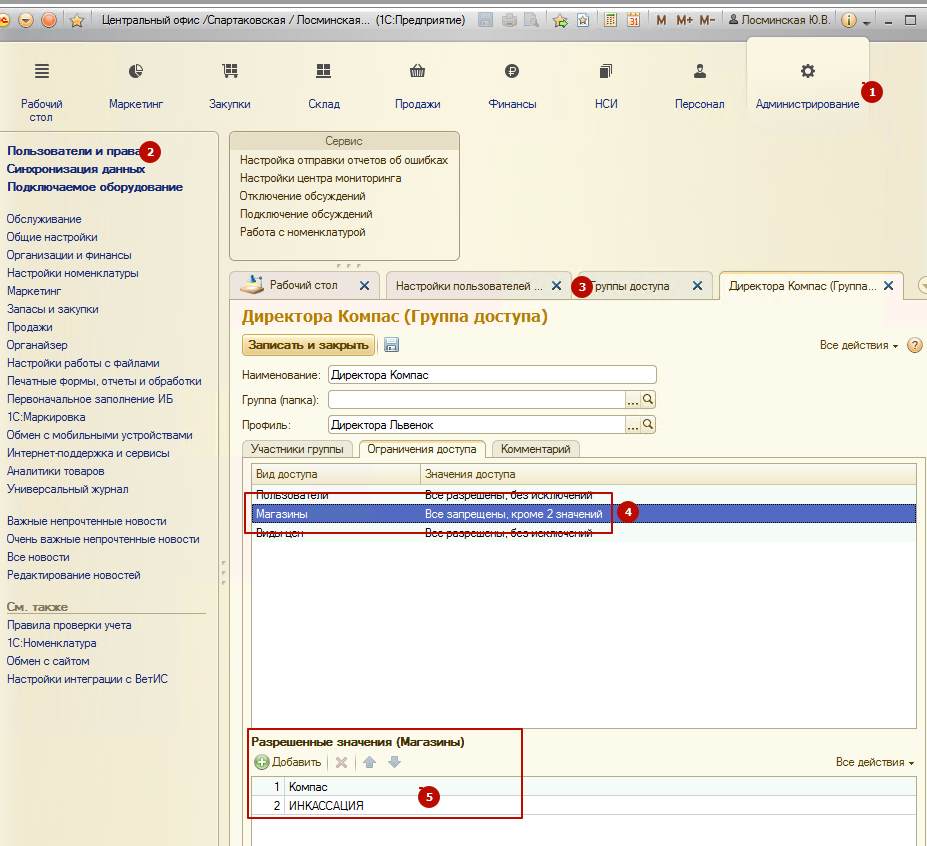 Центральный офис /Спартаковская / Лосминская... (1С:Предприятие)
31 M M+ M- Лосминская Ю.В.
Рабочий стол
Маркетинг
Закупки
Склад
Продажи
Финансы
НСИ
Персонал
Администрирование
1
Пользователи и права
2
Синхронизация данных
Подключаемое оборудование
Обслуживание
Общие настройки
Организации и финансы
Настройки номенклатуры
Маркетинг
Запасы и закупки
Продажи
Органайзер
Настройки работы с файлами
Печатные формы, отчеты и обработки
Первоначальное заполнение ИБ
1С:Маркировка
Обмен с мобильными устройствами
Интернет-поддержка и сервисы
Аналитики товаров
Универсальный журнал
Важные непрочтенные новости
Очень важные непрочтенные новости
Все новости
Редактирование новостей
См. также
Правила проверки учета
1С:Номенклатура
Обмен с сайтом
Настройки интеграции с ВетИС
Сервис
Настройка отправки отчетов об ошибках
Настройки центра мониторинга
Отключение обсуждений
Подключение обсуждений
Работа с номенклатурой
Рабочий стол
Настройки пользователей ...
3
Группы доступа
Директора Компас (Группа...
Директора Компас (Группа доступа)
Записать и закрыть
Все действия
?
Наименование: Директора Компас
Группа (папка): ...
Профиль: Директора Львенок ...
Участники группы
Ограничения доступа
Комментарий
Вид доступа Значения доступа
Пользователи Все разрешены, без исключений
Магазины Все запрещены, кроме 2 значений
4
Виды цен Все разрешены, без исключений
Разрешенные значения (Магазины)
Добавить
Все действия
1 Компас
5
2 ИНКАССАЦИЯ